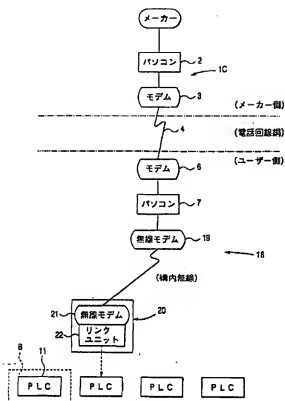 メーカー
パソコン 2
1C
モデム 3
(メーカー側)
4
(電話回線網)
(ユーザー側)
モデム 6
パソコン 7
無線モデム 19
18
(構内無線)
21 無線モデム 20
22 リンク
ユニット
8 11
PLC PLC PLC PLC